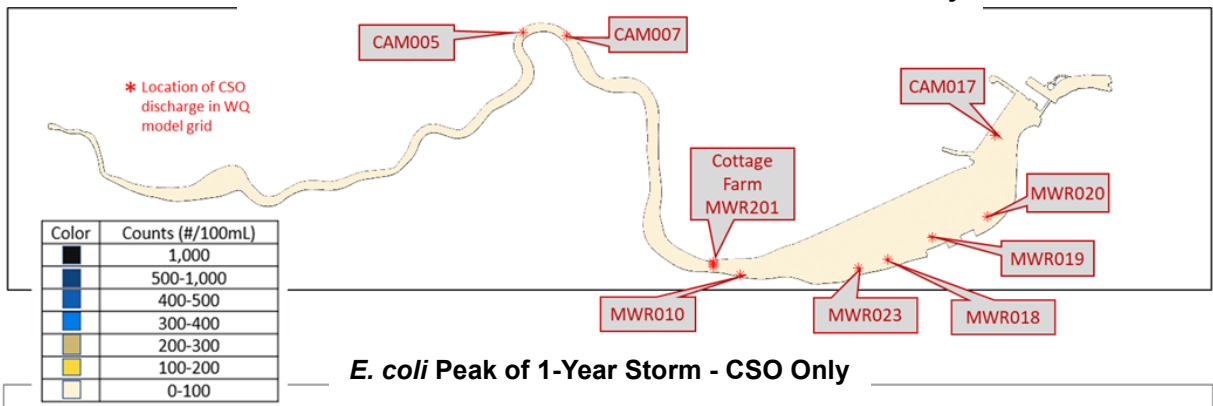 CAM005
CAM007
* Location of CSO
discharge in WQ
model grid
CAM017
Cottage
Farm
MWR201
MWR020
MWR019
MWR010
MWR023
MWR018
Color Counts (#/100mL)
1,000
500-1,000
400-500
300-400
200-300
100-200
0-100
E. coli Peak of 1-Year Storm - CSO Only